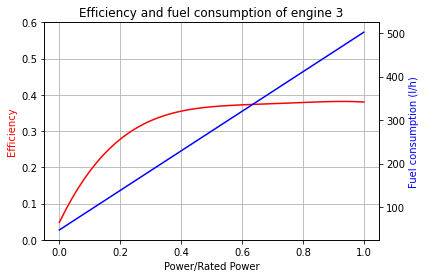 Efficiency and fuel consumption of engine 3
0.6
0.5
0.4
0.3
0.2
0.1
0.0
Efficiency
500
400
300
200
100
Fuel consumption (l/h)
0.0 0.2 0.4 0.6 0.8 1.0
Power/Rated Power